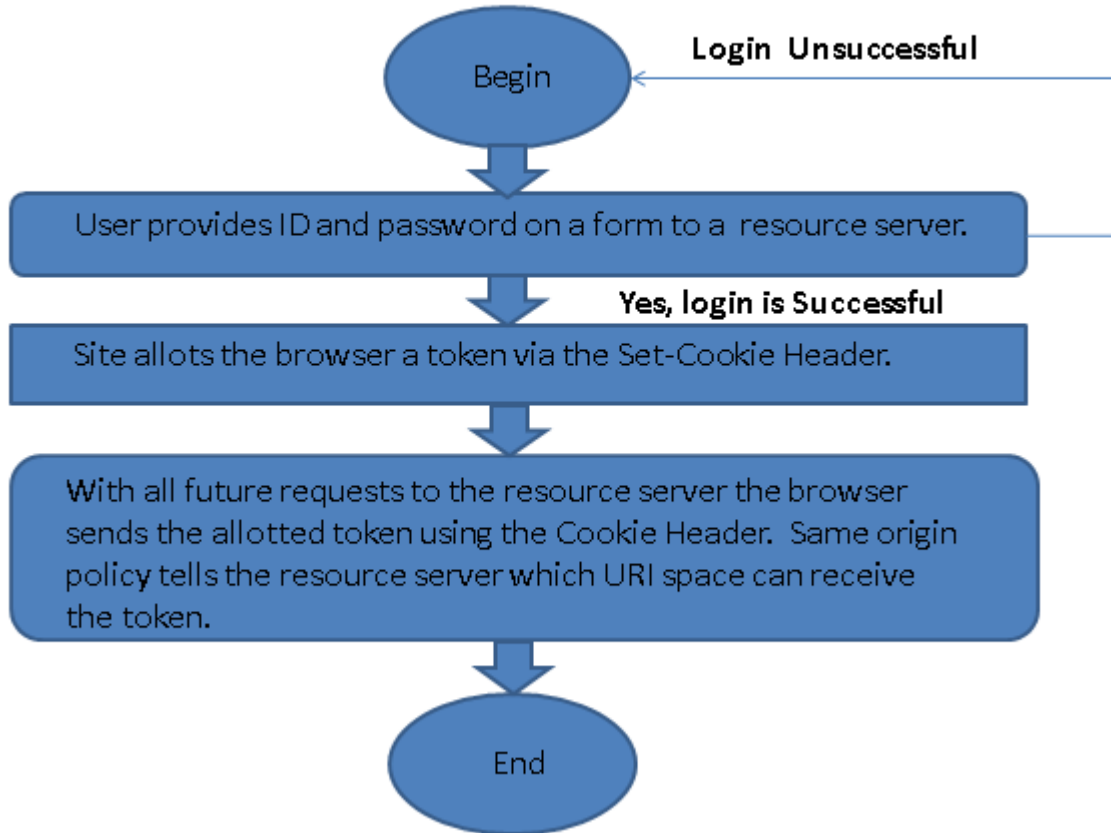 Login Unsuccessful
Begin
User provides ID and password on a form to a resource server.
Yes, login is Successful
Site allots the browser a token via the Set-Cookie Header.
With all future requests to the resource server the browser
sends the allotted token using the Cookie Header. Same origin
policy tells the resource server which URI space can receive
the token.
End